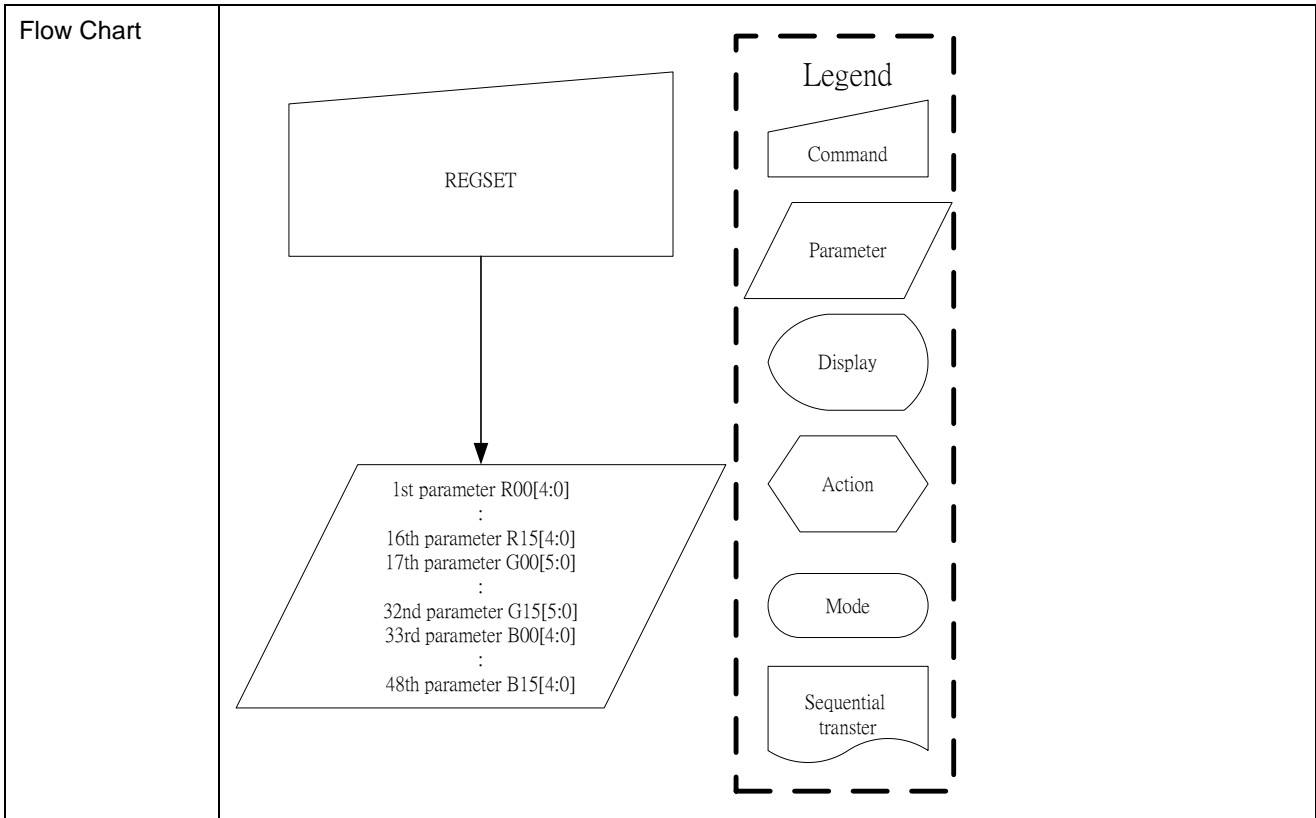 Flow Chart
REGSET
1st parameter R00[4:0]
:
16th parameter R15[4:0]
17th parameter G00[5:0]
:
32nd parameter G15[5:0]
33rd parameter B00[4:0]
:
48th parameter B15[4:0]
Legend
Command
Parameter
Display
Action
Mode
Sequential
transter